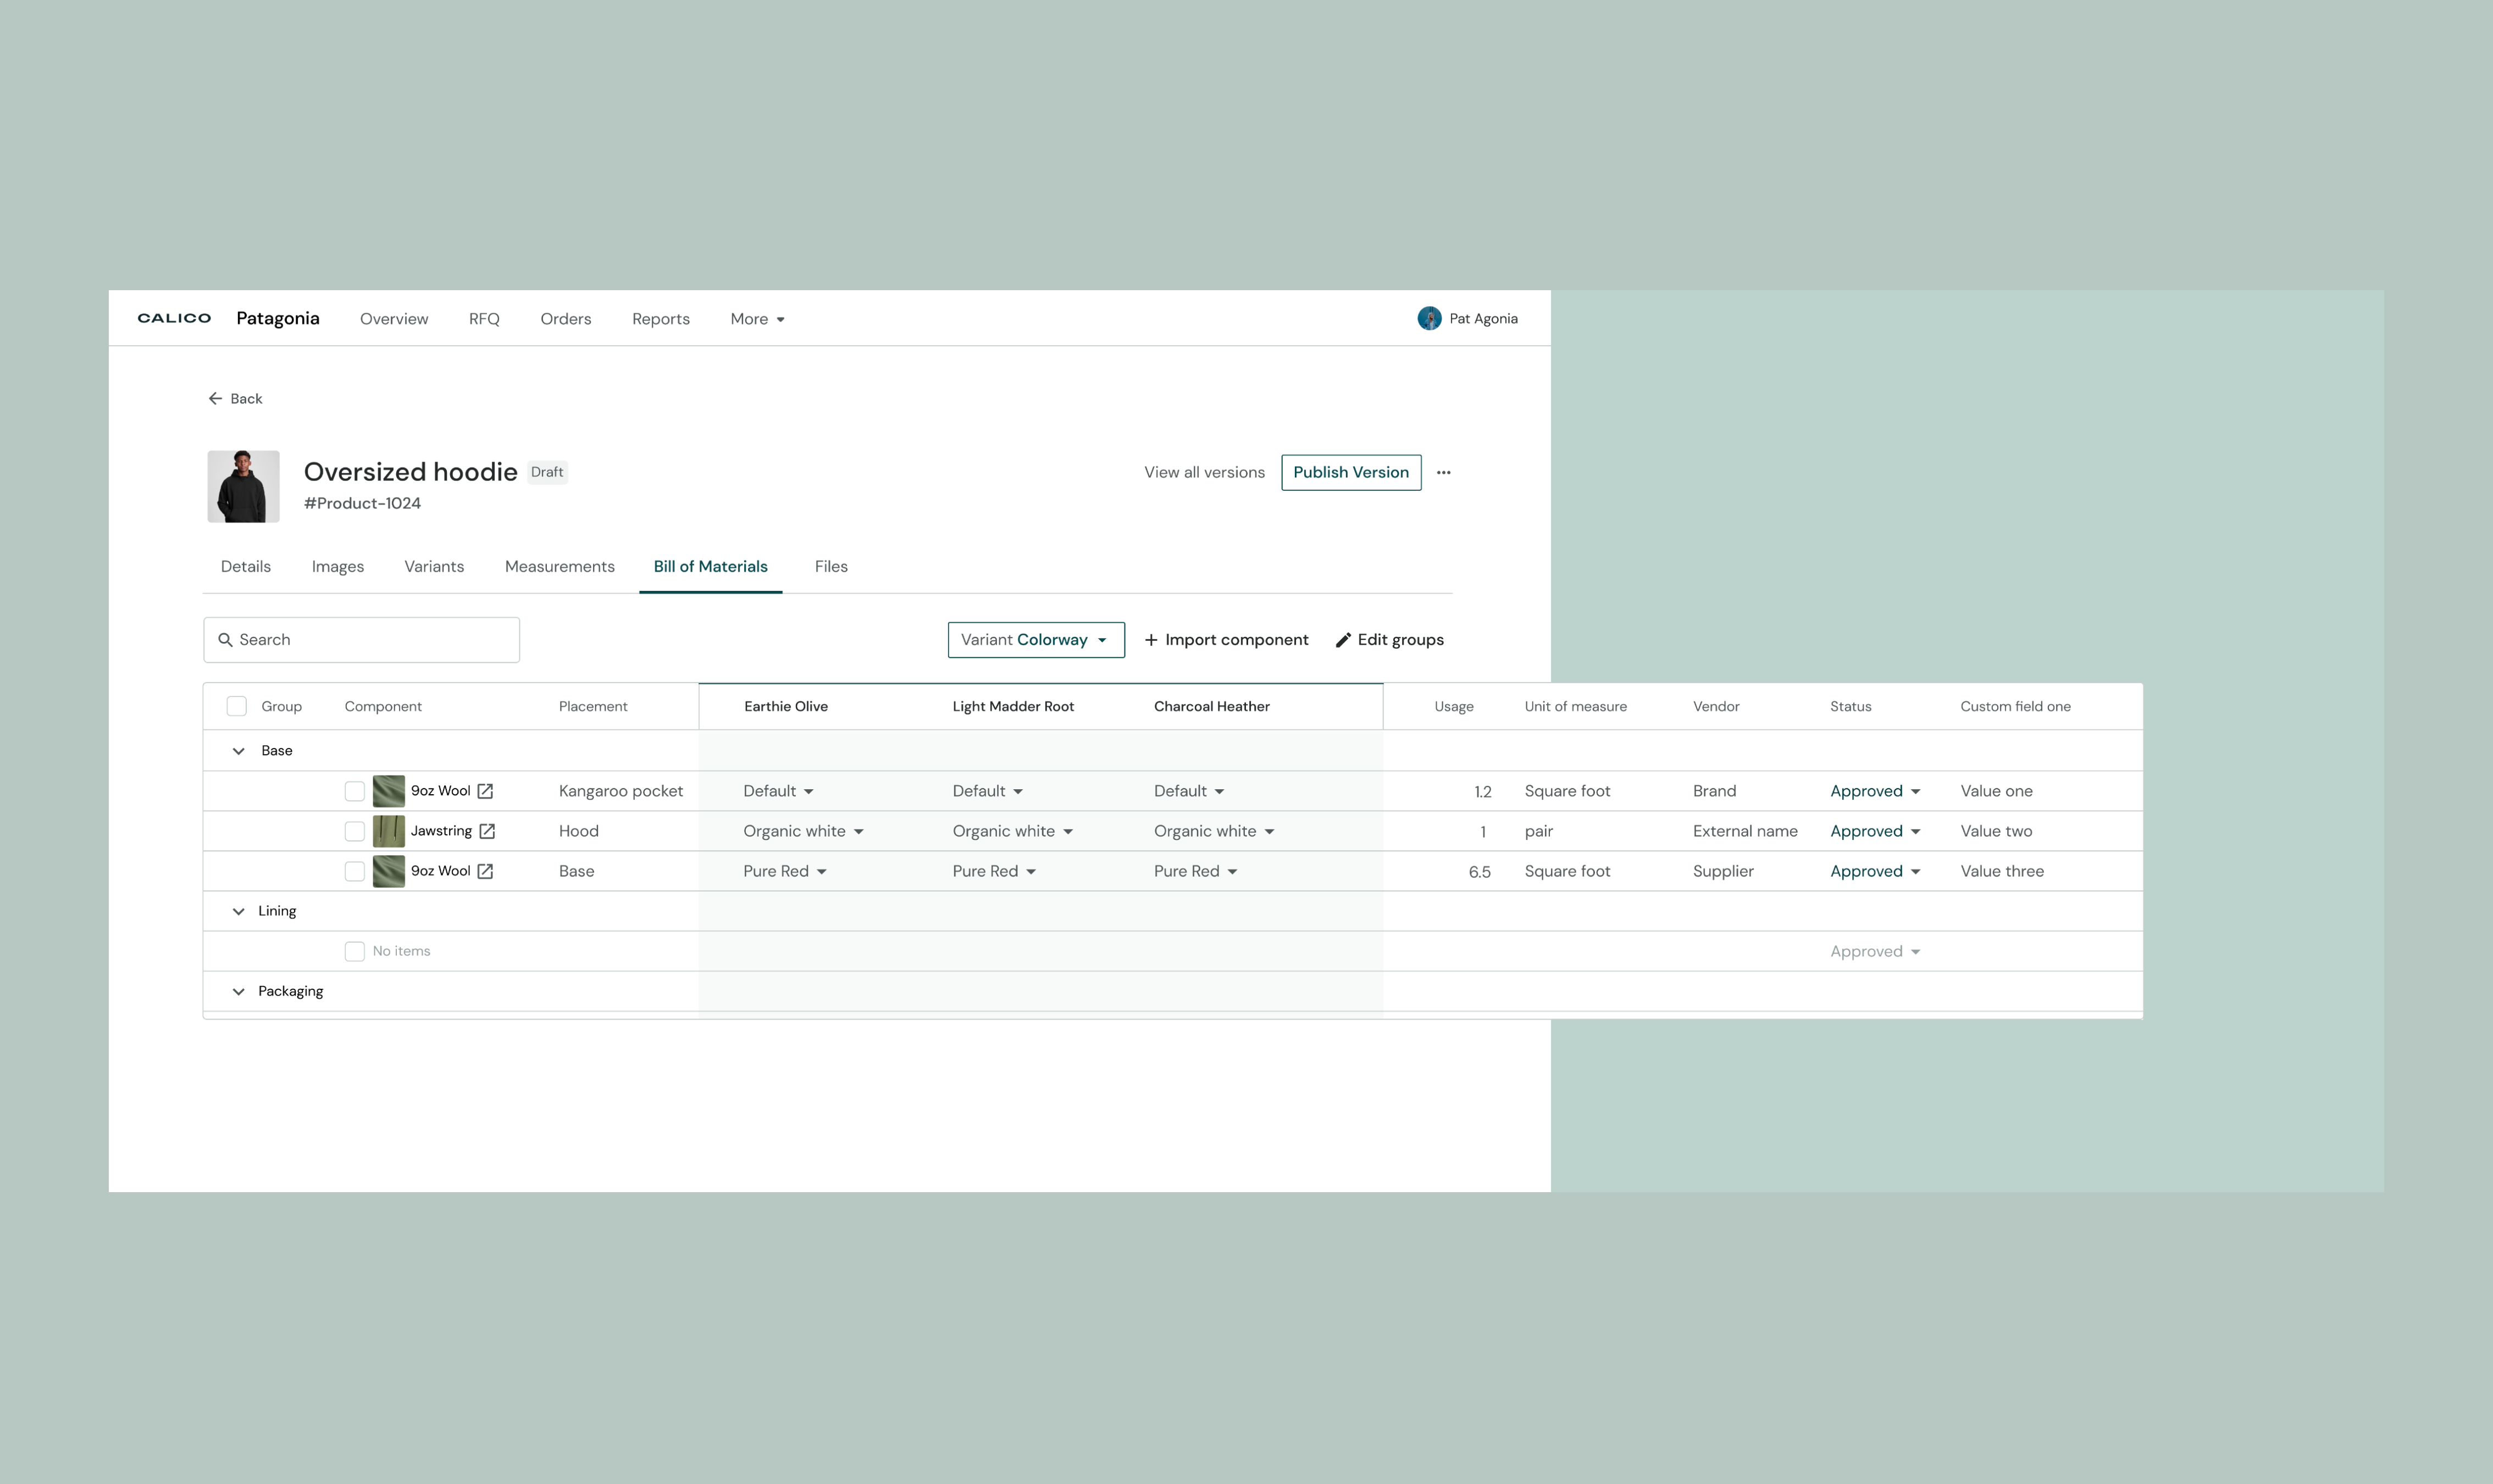 CALICO Patagonia Overview RFQ Orders Reports More Pat Agonia
Back
Oversized hoodie Draft View all versions Publish Version
#Product-1024
Details Images Variants Measurements Bill of Materials Files
Search Variant Colorway Import component Edit groups
Group Component Placement Earthie Olive Light Madder Root Charcoal Heather Usage Unit of measure Vendor Status Custom field one
Base
9oz Wool Kangaroo pocket Default Default Default 1.2 Square foot Brand Approved Value one
Jawstring Hood Organic white Organic white Organic white 1 pair External name Approved Value two
9oz Wool Base Pure Red Pure Red Pure Red 6.5 Square foot Supplier Approved Value three
Lining
No items Approved
Packaging